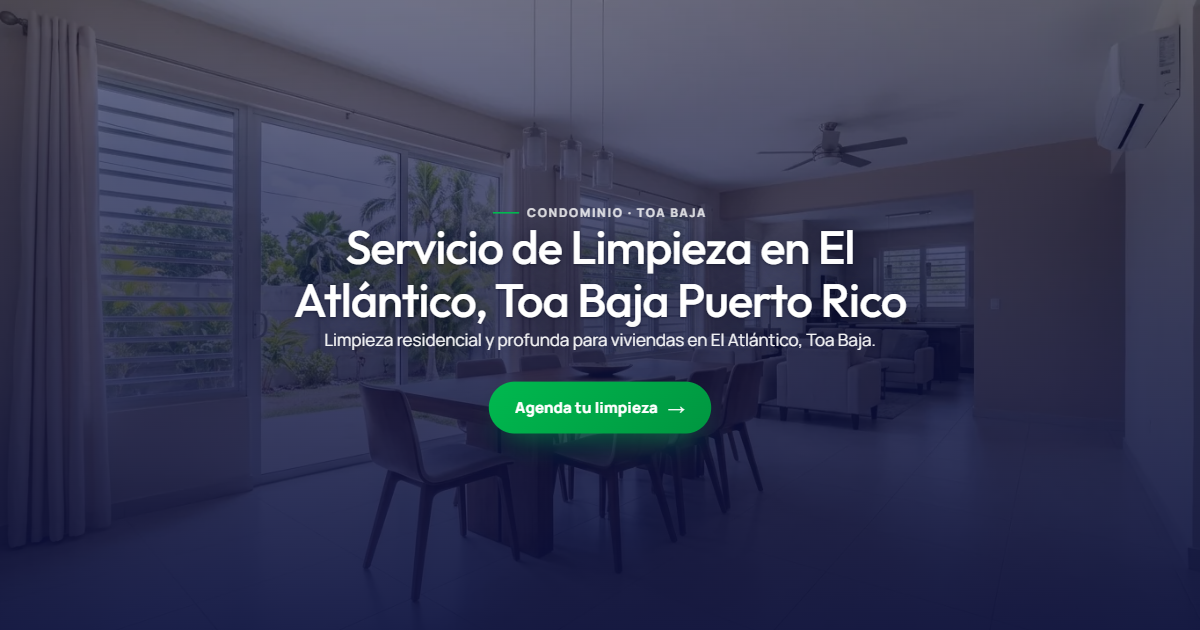 CONDOMINIO · TOA BAJA
Servicio de Limpieza en El
Atlántico, Toa Baja Puerto Rico
Limpieza residencial y profunda para viviendas en El Atlántico, Toa Baja.
Agenda tu limpieza →